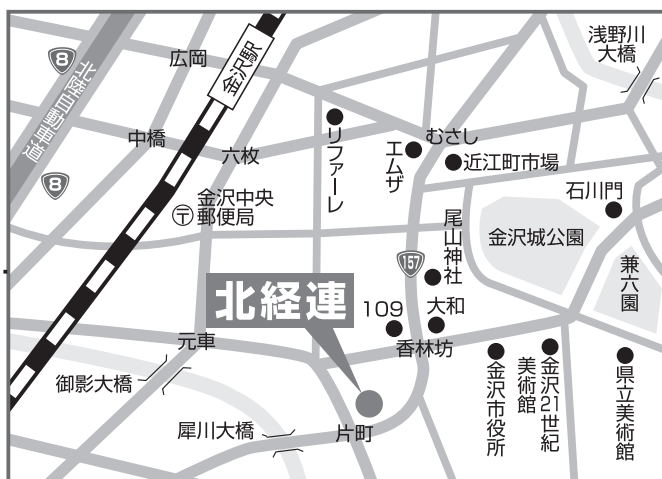 浅野川
大橋
8
広岡
金沢駅
北陸自動車道
中橋
六枚
リファーレ
エムザ
むさし
近江町市場
8
〒
金沢中央
郵便局
石川門
尾山神社
金沢城公園
157
兼六園
北経連
109
大和
元車
香林坊
御影大橋
金沢市役所
金沢21世紀
美術館
県立美術館
犀川大橋
片町